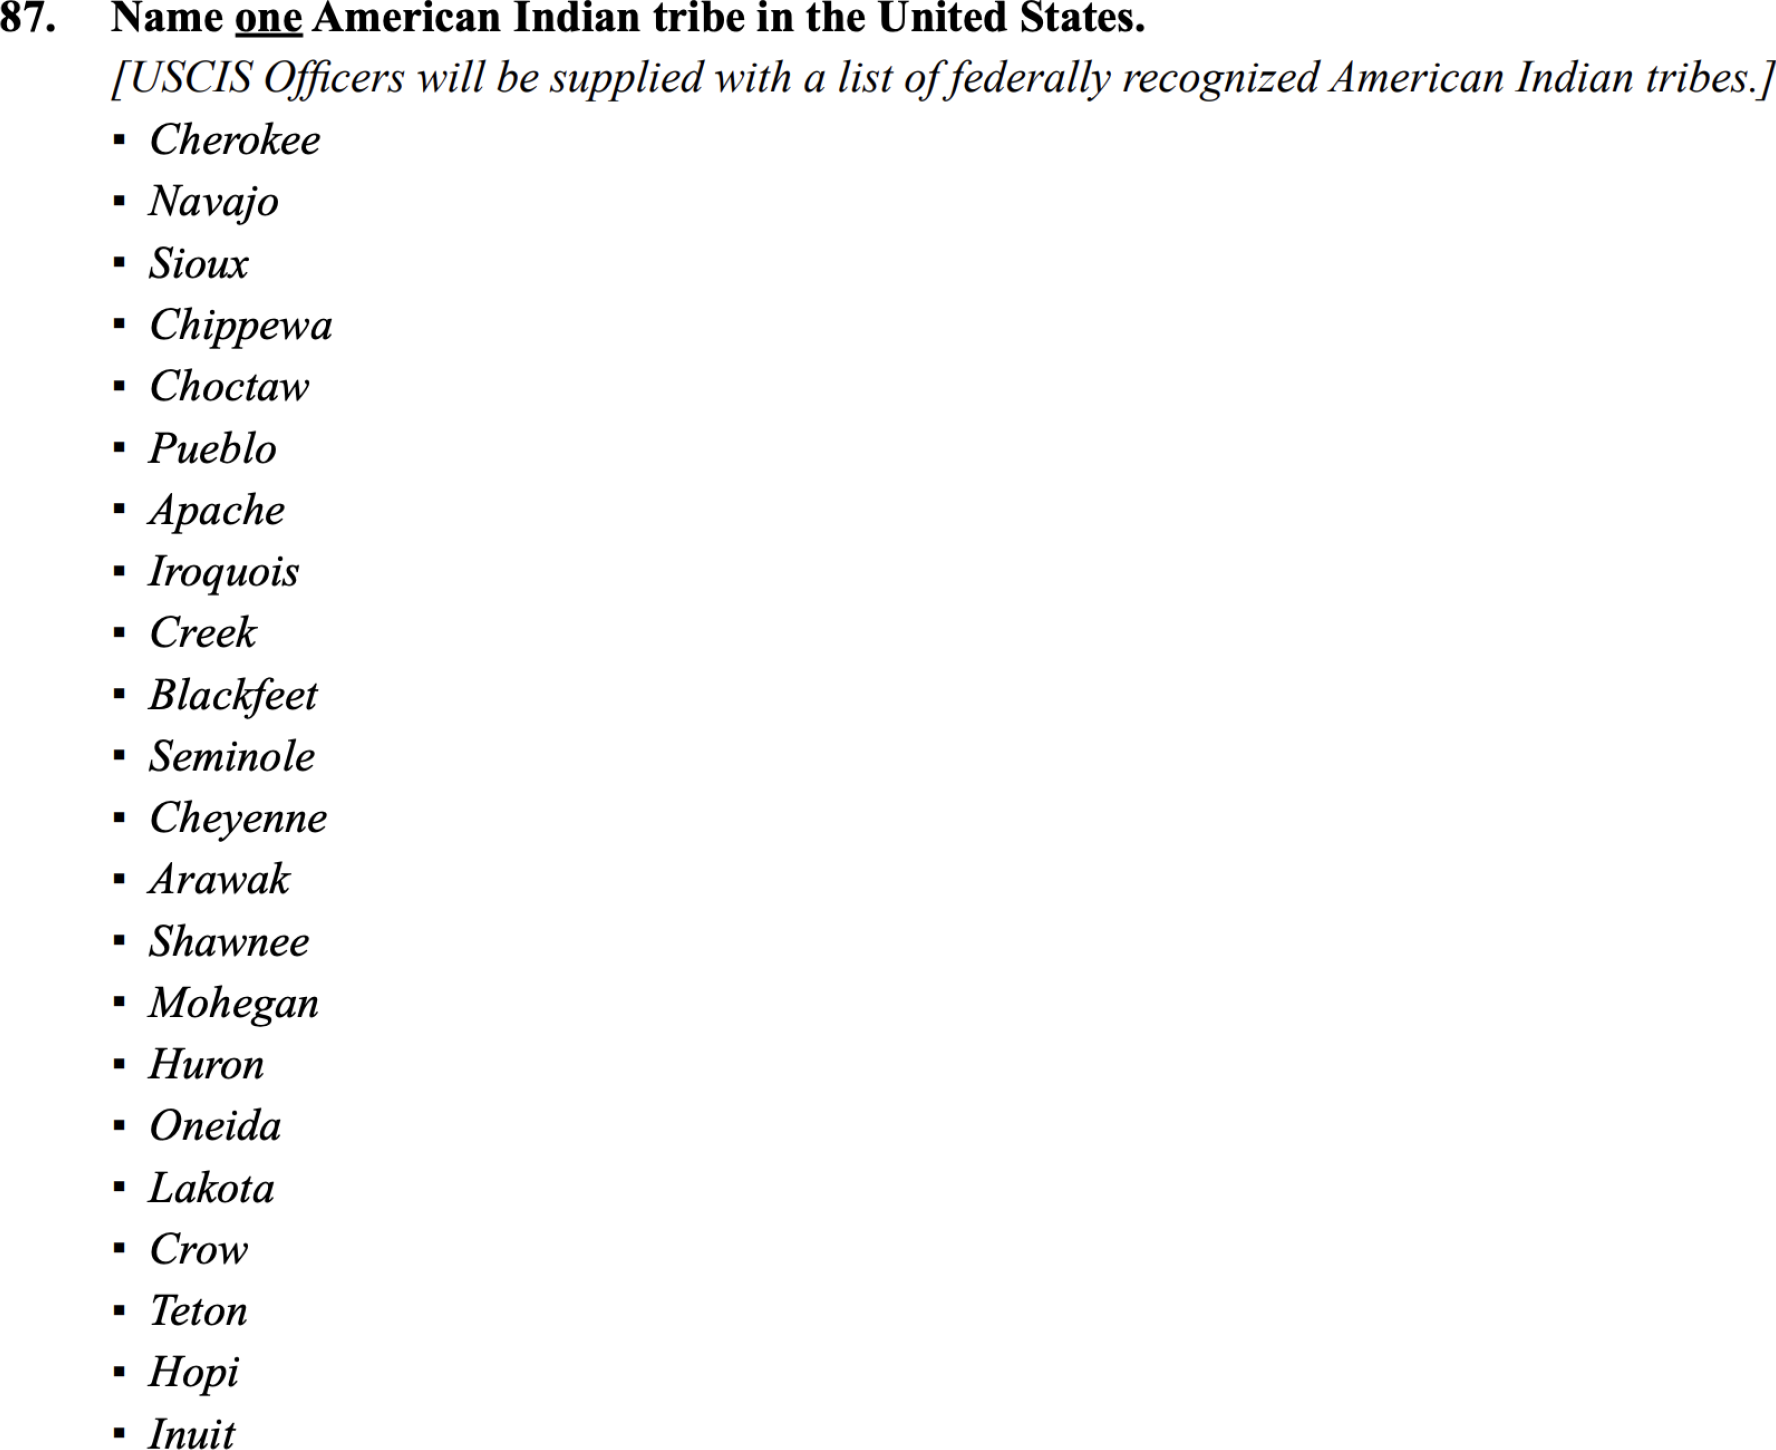 87. Name one American Indian tribe in the United States.
[USCIS Officers will be supplied with a list of federally recognized American Indian tribes.]
▪ Cherokee
▪ Navajo
▪ Sioux
▪ Chippewa
▪ Choctaw
▪ Pueblo
▪ Apache
▪ Iroquois
▪ Creek
▪ Blackfeet
▪ Seminole
▪ Cheyenne
▪ Arawak
▪ Shawnee
▪ Mohegan
▪ Huron
▪ Oneida
▪ Lakota
▪ Crow
▪ Teton
▪ Hopi
▪ Inuit